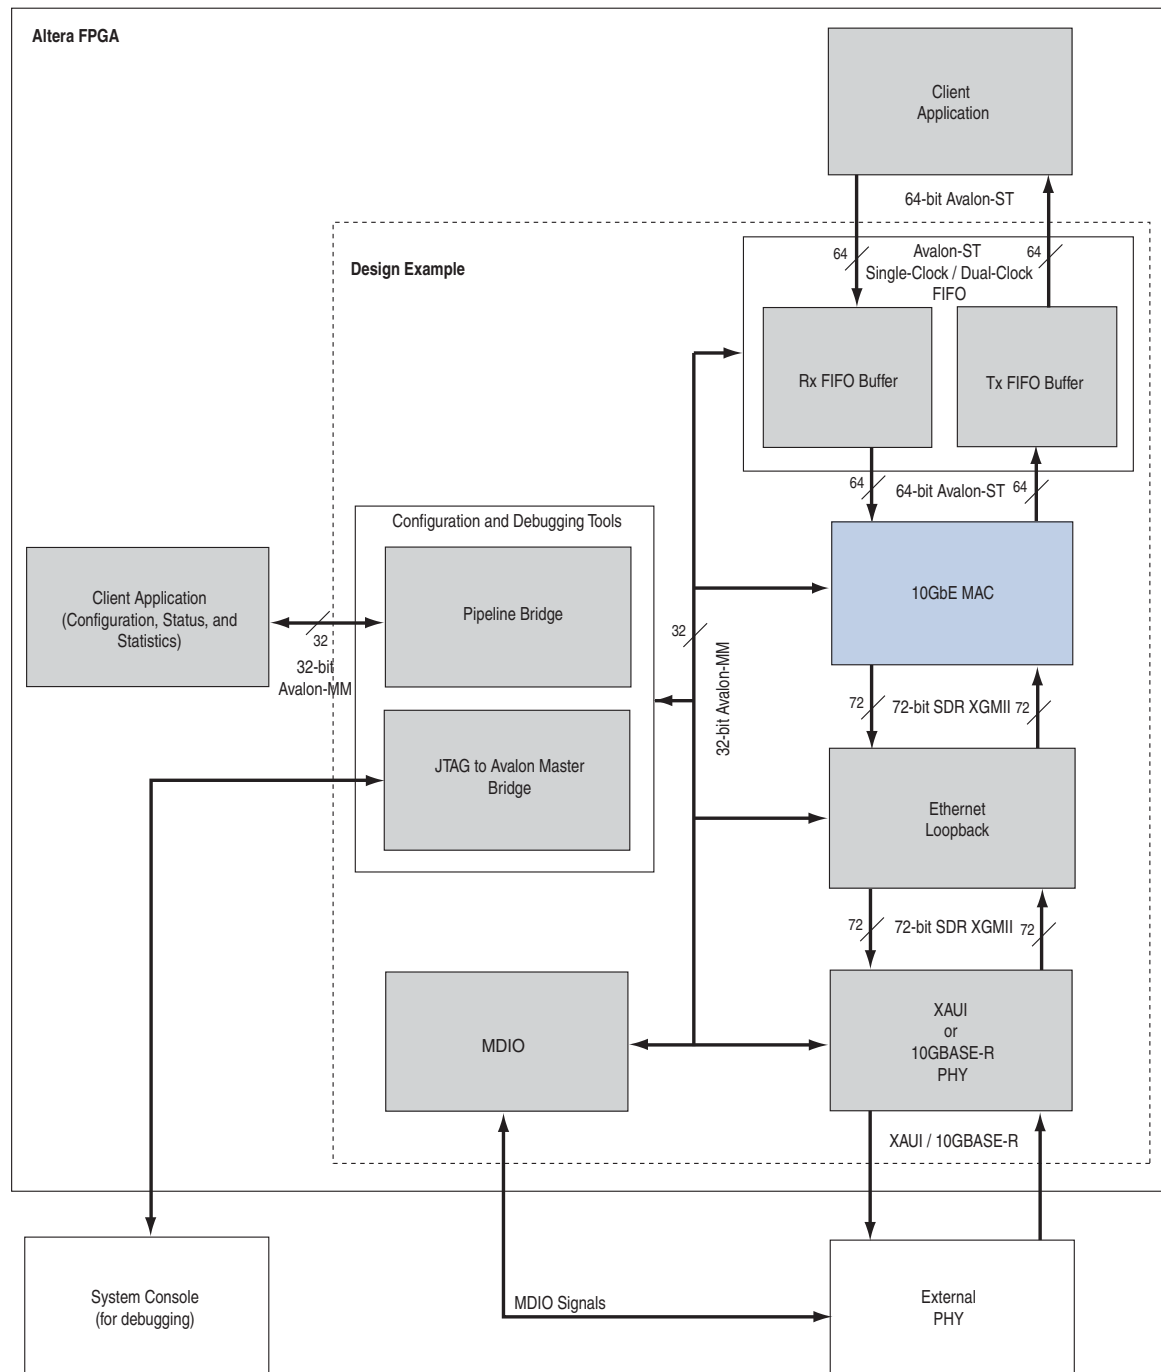 Altera FPGA
Client
Application
64-bit Avalon-ST
64
64
Avalon-ST
Single-Clock / Dual-Clock
FIFO
Design Example
Rx FIFO Buffer
Tx FIFO Buffer
64
64-bit Avalon-ST
64
Configuration and Debugging Tools
Client Application
(Configuration, Status, and
Statistics)
32
32-bit
Avalon-MM
Pipeline Bridge
JTAG to Avalon Master
Bridge
32
32-bit Avalon-MM
10GbE MAC
72
72-bit SDR XGMII
72
Ethernet
Loopback
72
72-bit SDR XGMII
72
MDIO
XAUI
or
10GBASE-R
PHY
XAUI / 10GBASE-R
System Console
(for debugging)
MDIO Signals
External
PHY